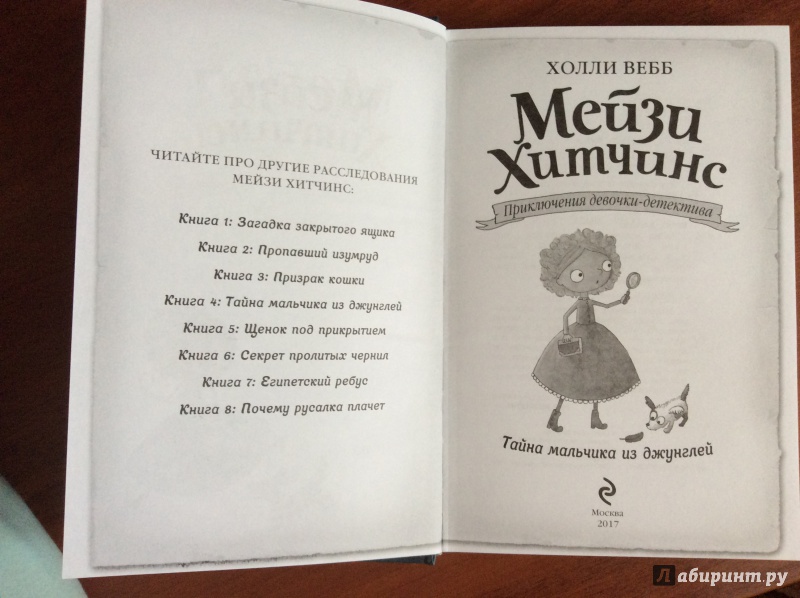 ЧИТАЙТЕ ПРО ДРУГИЕ РАССЛЕДОВАНИЯ
МЕЙЗИ ХИТЧИНС:
Книга 1: Загадка закрытого ящика
Книга 2: Пропавший изумруд
Книга 3: Призрак кошки
Книга 4: Тайна мальчика из джунглей
Книга 5: Щенок под прикрытием
Книга 6: Секрет пролитых чернил
Книга 7: Египетский ребус
Книга 8: Почему русалка плачет
ХОЛЛИ ВЕББ
Мейзи
Хитчинс
Приключения девочки-детектива
Тайна мальчика из джунглей
Москва
2017
Лабиринт.ру